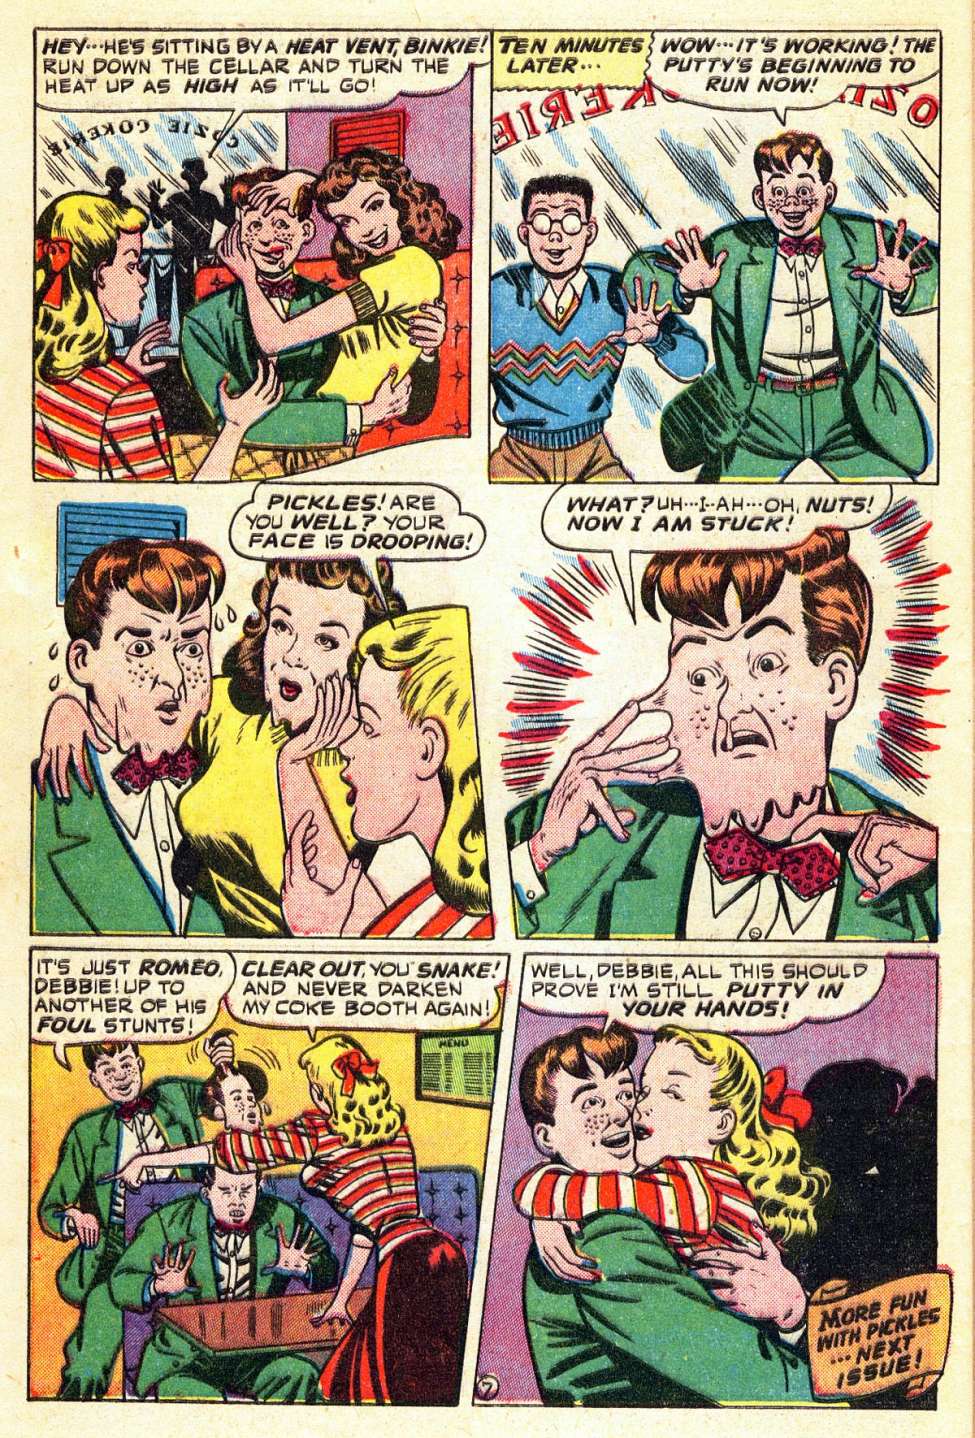 HEY...HE'S SITTING BY A HEAT VENT, BINKIE!
RUN DOWN THE CELLAR AND TURN THE
HEAT UP AS HIGH AS IT'LL GO!
COZIE COKERIE
TEN MINUTES
LATER...
WOW...IT'S WORKING! THE
PUTTY'S BEGINNING TO
RUN NOW!
OZI
KERIE
PICKLES! ARE
YOU WELL? YOUR
FACE IS DROOPING!
WHAT? UH...I..AH...OH, NUTS!
NOW I AM STUCK!
IT'S JUST ROMEO,
DEBBIE! UP TO
ANOTHER OF HIS
FOUL STUNTS!
CLEAR OUT, YOU SNAKE!
AND NEVER DARKEN
MY COKE BOOTH AGAIN!
MENU
WELL, DEBBIE, ALL THIS SHOULD
PROVE I'M STILL PUTTY IN
YOUR HANDS!
MORE FUN
WITH PICKLES
...NEXT
ISSUE!
7